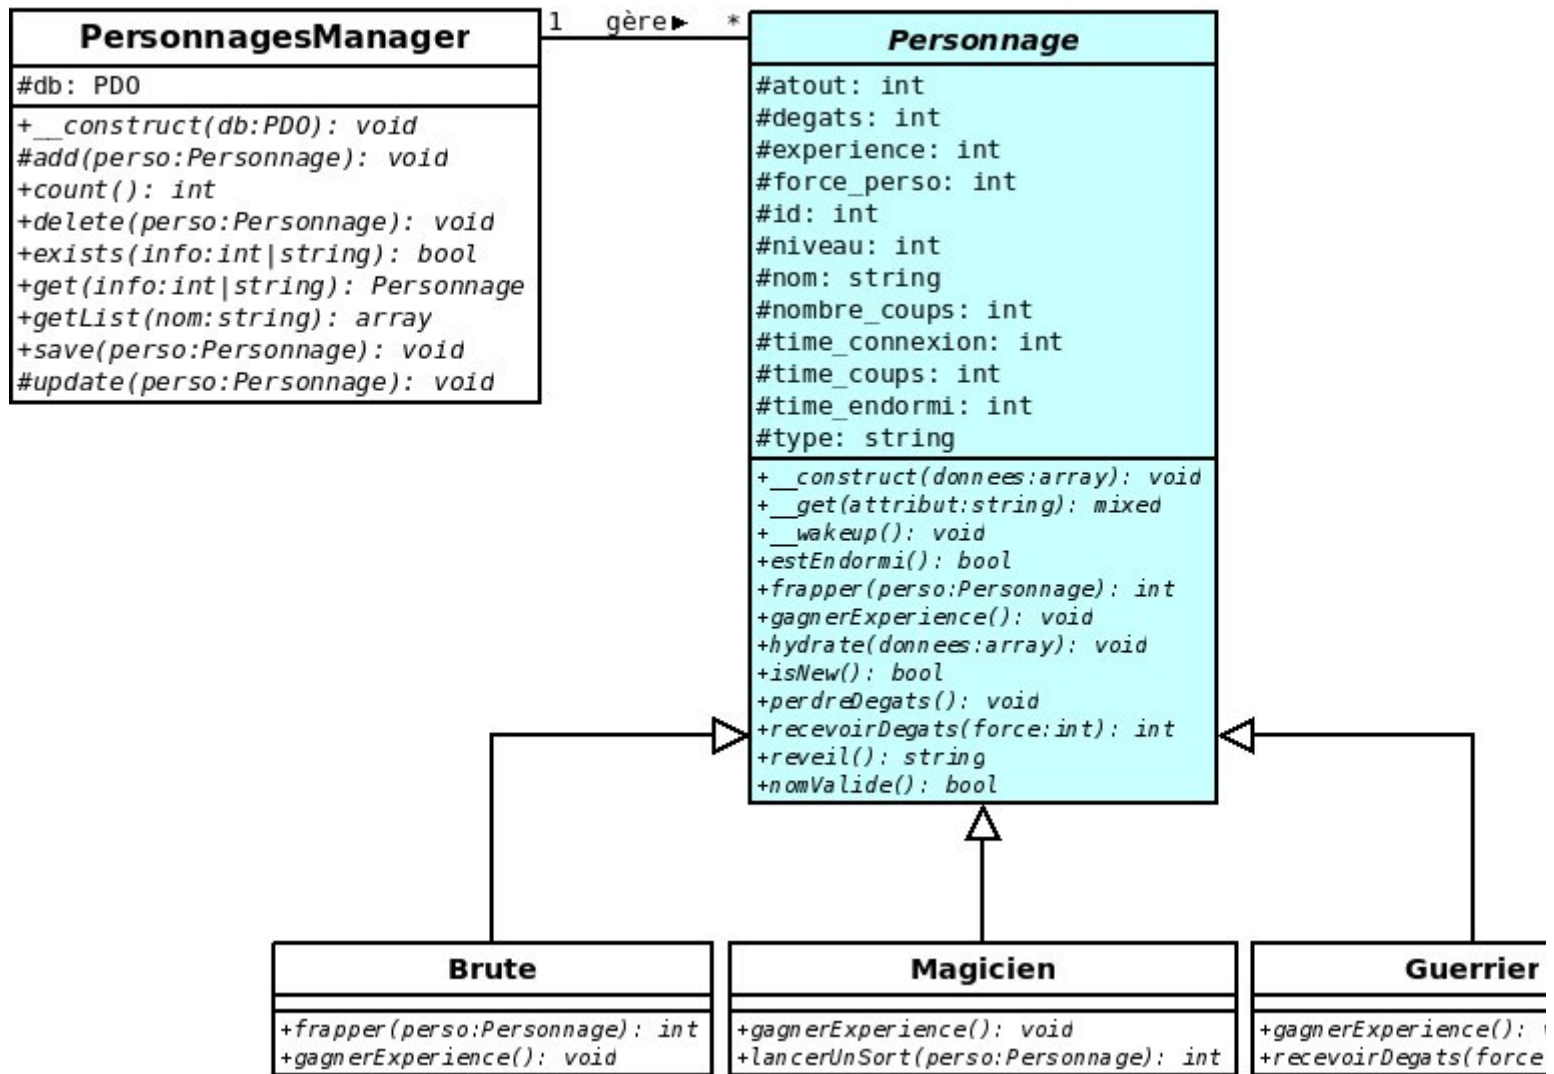 PersonnagesManager
#db: PDO
+__construct(db:PDO): void
#add(perso:Personnage): void
+count(): int
+delete(perso:Personnage): void
+exists(info:int|string): bool
+get(info:int|string): Personnage
+getList(nom:string): array
+save(perso:Personnage): void
#update(perso:Personnage): void
1 gère▶ *
Personnage
#atout: int
#degats: int
#experience: int
#force_perso: int
#id: int
#niveau: int
#nom: string
#nombre_coups: int
#time_connexion: int
#time_coups: int
#time_endormi: int
#type: string
+__construct(donnees:array): void
+__get(attribut:string): mixed
+__wakeup(): void
+estEndormi(): bool
+frapper(perso:Personnage): int
+gagnerExperience(): void
+hydrate(donnees:array): void
+isNew(): bool
+perdreDegats(): void
+recevoirDegats(force:int): int
+reveil(): string
+nomValide(): bool
Brute
+frapper(perso:Personnage): int
+gagnerExperience(): void
Magicien
+gagnerExperience(): void
+lancerUnSort(perso:Personnage): int
Guerrier
+gagnerExperience():
+recevoirDegats(force